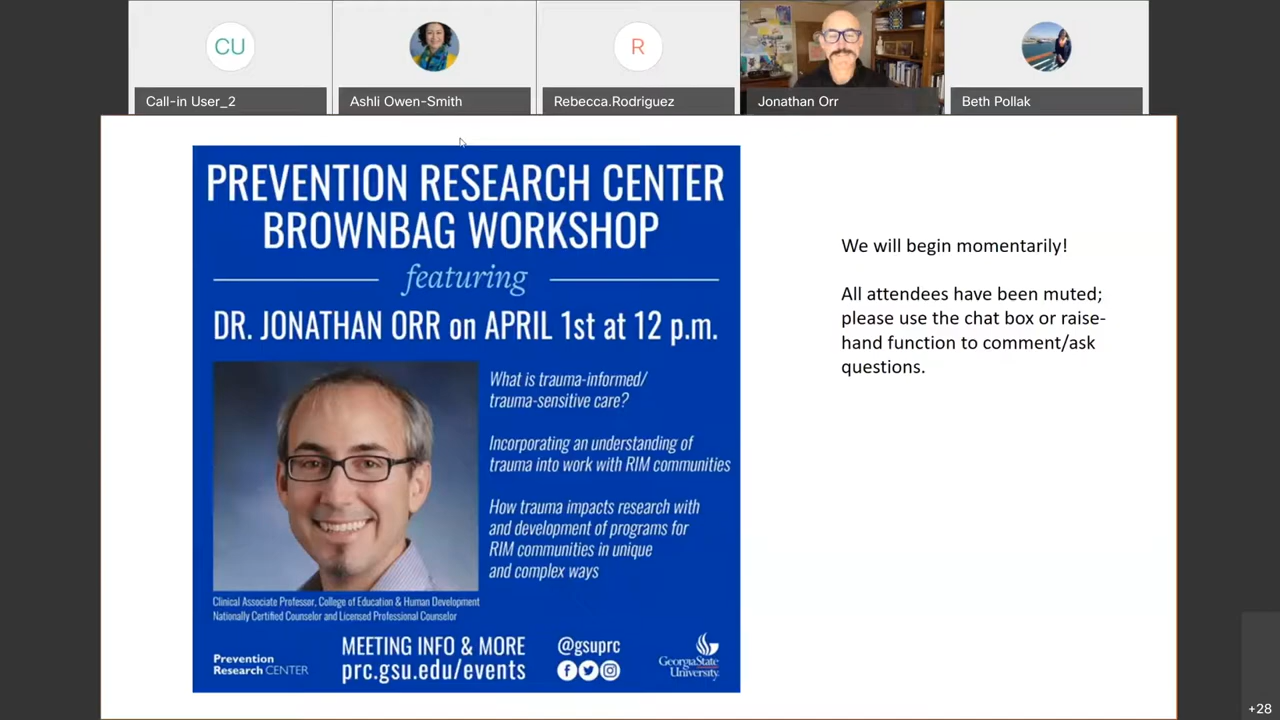 CU
R
Call-in User_2
Ashli Owen-Smith
Rebecca.Rodriguez
Jonathan Orr
Beth Pollak
PREVENTION RESEARCH CENTER
BROWNBAG WORKSHOP
featuring
DR. JONATHAN ORR on APRIL 1st at 12 p.m.
What is trauma-informed/
trauma-sensitive care?
Incorporating an understanding of
trauma into work with RIM communities
How trauma impacts research with
and development of programs for
RIM communities in unique
and complex ways
Clinical Associate Professor, College of Education & Human Development
Nationally Certified Counselor and Licensed Professional Counselor
Prevention
Research CENTER
MEETING INFO & MORE
prc.gsu.edu/events
@gsuprc
GeorgiaState
University
We will begin momentarily!
All attendees have been muted;
please use the chat box or raise-
hand function to comment/ask
questions.
+28